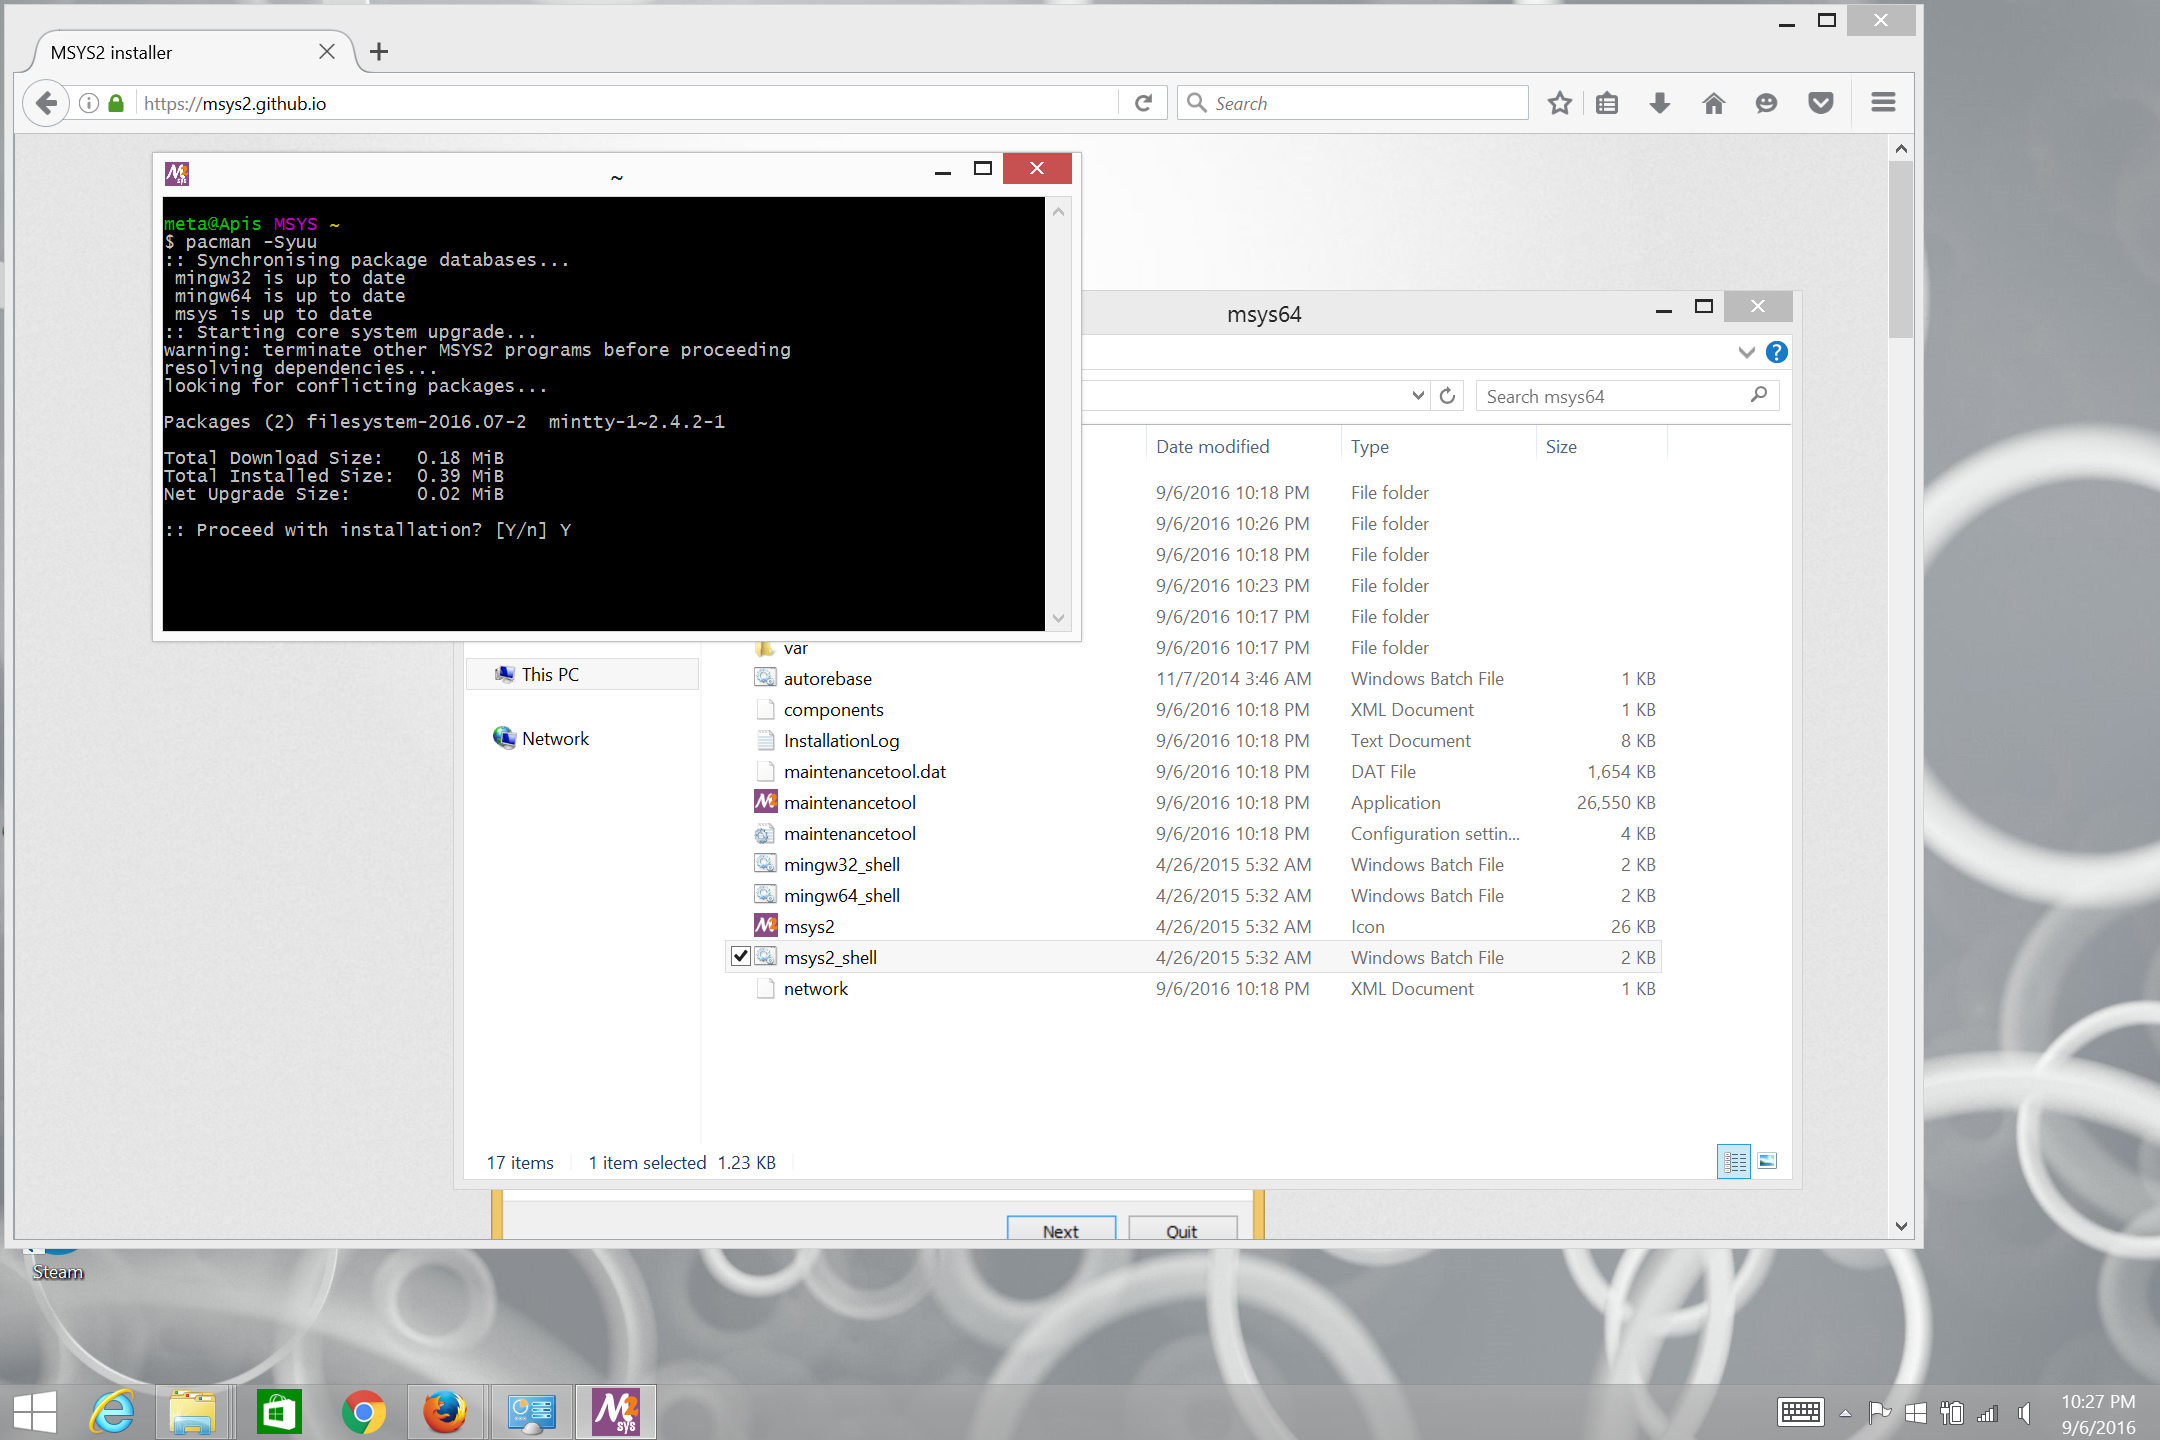 MSYS2 installer
https://msys2.github.io
Search
~
meta@Apis MSYS ~
$ pacman -Syuu
:: Synchronising package databases...
mingw32 is up to date
mingw64 is up to date
msys is up to date
:: Starting core system upgrade...
warning: terminate other MSYS2 programs before proceeding
resolving dependencies...
looking for conflicting packages...
Packages (2) filesystem-2016.07-2 mintty-1~2.4.2-1
Total Download Size: 0.18 MiB
Total Installed Size: 0.39 MiB
Net Upgrade Size: 0.02 MiB
:: Proceed with installation? [Y/n] Y
msys64
Search msys64
Date modified Type Size
9/6/2016 10:18 PM File folder
9/6/2016 10:26 PM File folder
9/6/2016 10:18 PM File folder
9/6/2016 10:23 PM File folder
9/6/2016 10:17 PM File folder
var 9/6/2016 10:17 PM File folder
This PC
Network
autorebase 11/7/2014 3:46 AM Windows Batch File 1 KB
components 9/6/2016 10:18 PM XML Document 1 KB
InstallationLog 9/6/2016 10:18 PM Text Document 8 KB
maintenancetool.dat 9/6/2016 10:18 PM DAT File 1,654 KB
maintenancetool 9/6/2016 10:18 PM Application 26,550 KB
maintenancetool 9/6/2016 10:18 PM Configuration settin... 4 KB
mingw32_shell 4/26/2015 5:32 AM Windows Batch File 2 KB
mingw64_shell 4/26/2015 5:32 AM Windows Batch File 2 KB
msys2 4/26/2015 5:32 AM Icon 26 KB
msys2_shell 4/26/2015 5:32 AM Windows Batch File 2 KB
network 9/6/2016 10:18 PM XML Document 1 KB
17 items 1 item selected 1.23 KB
Next Quit
Steam
M2 sys
10:27 PM
9/6/2016